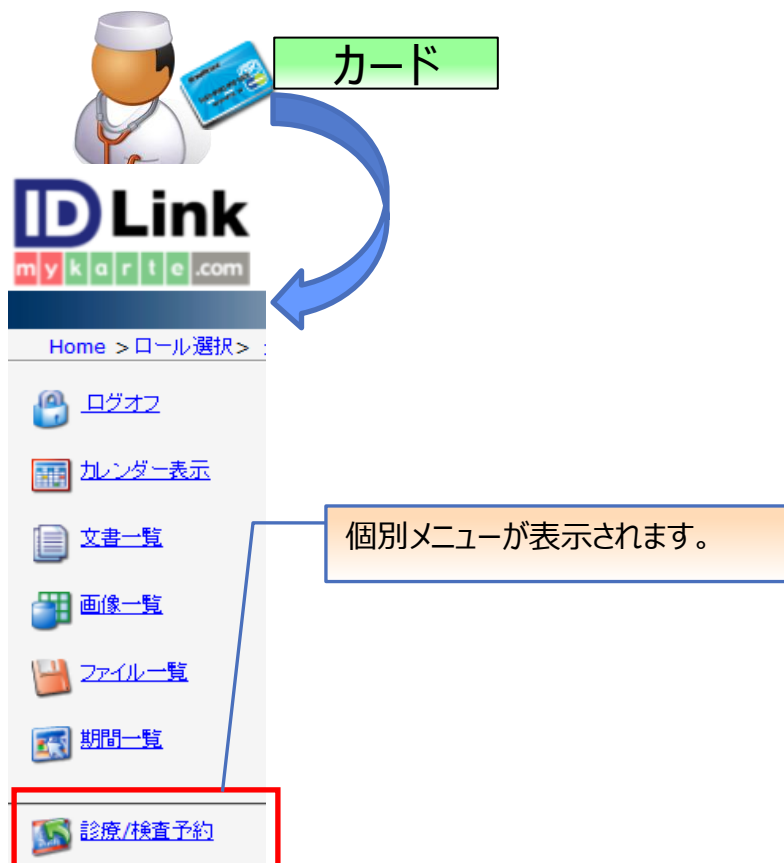 カード
ID Link
mykarte.com
Home >ロール選択>
ログオフ
カレンダー表示
文書一覧
個別メニューが表示されます。
画像一覧
ファイル一覧
期間一覧
診療/検査予約